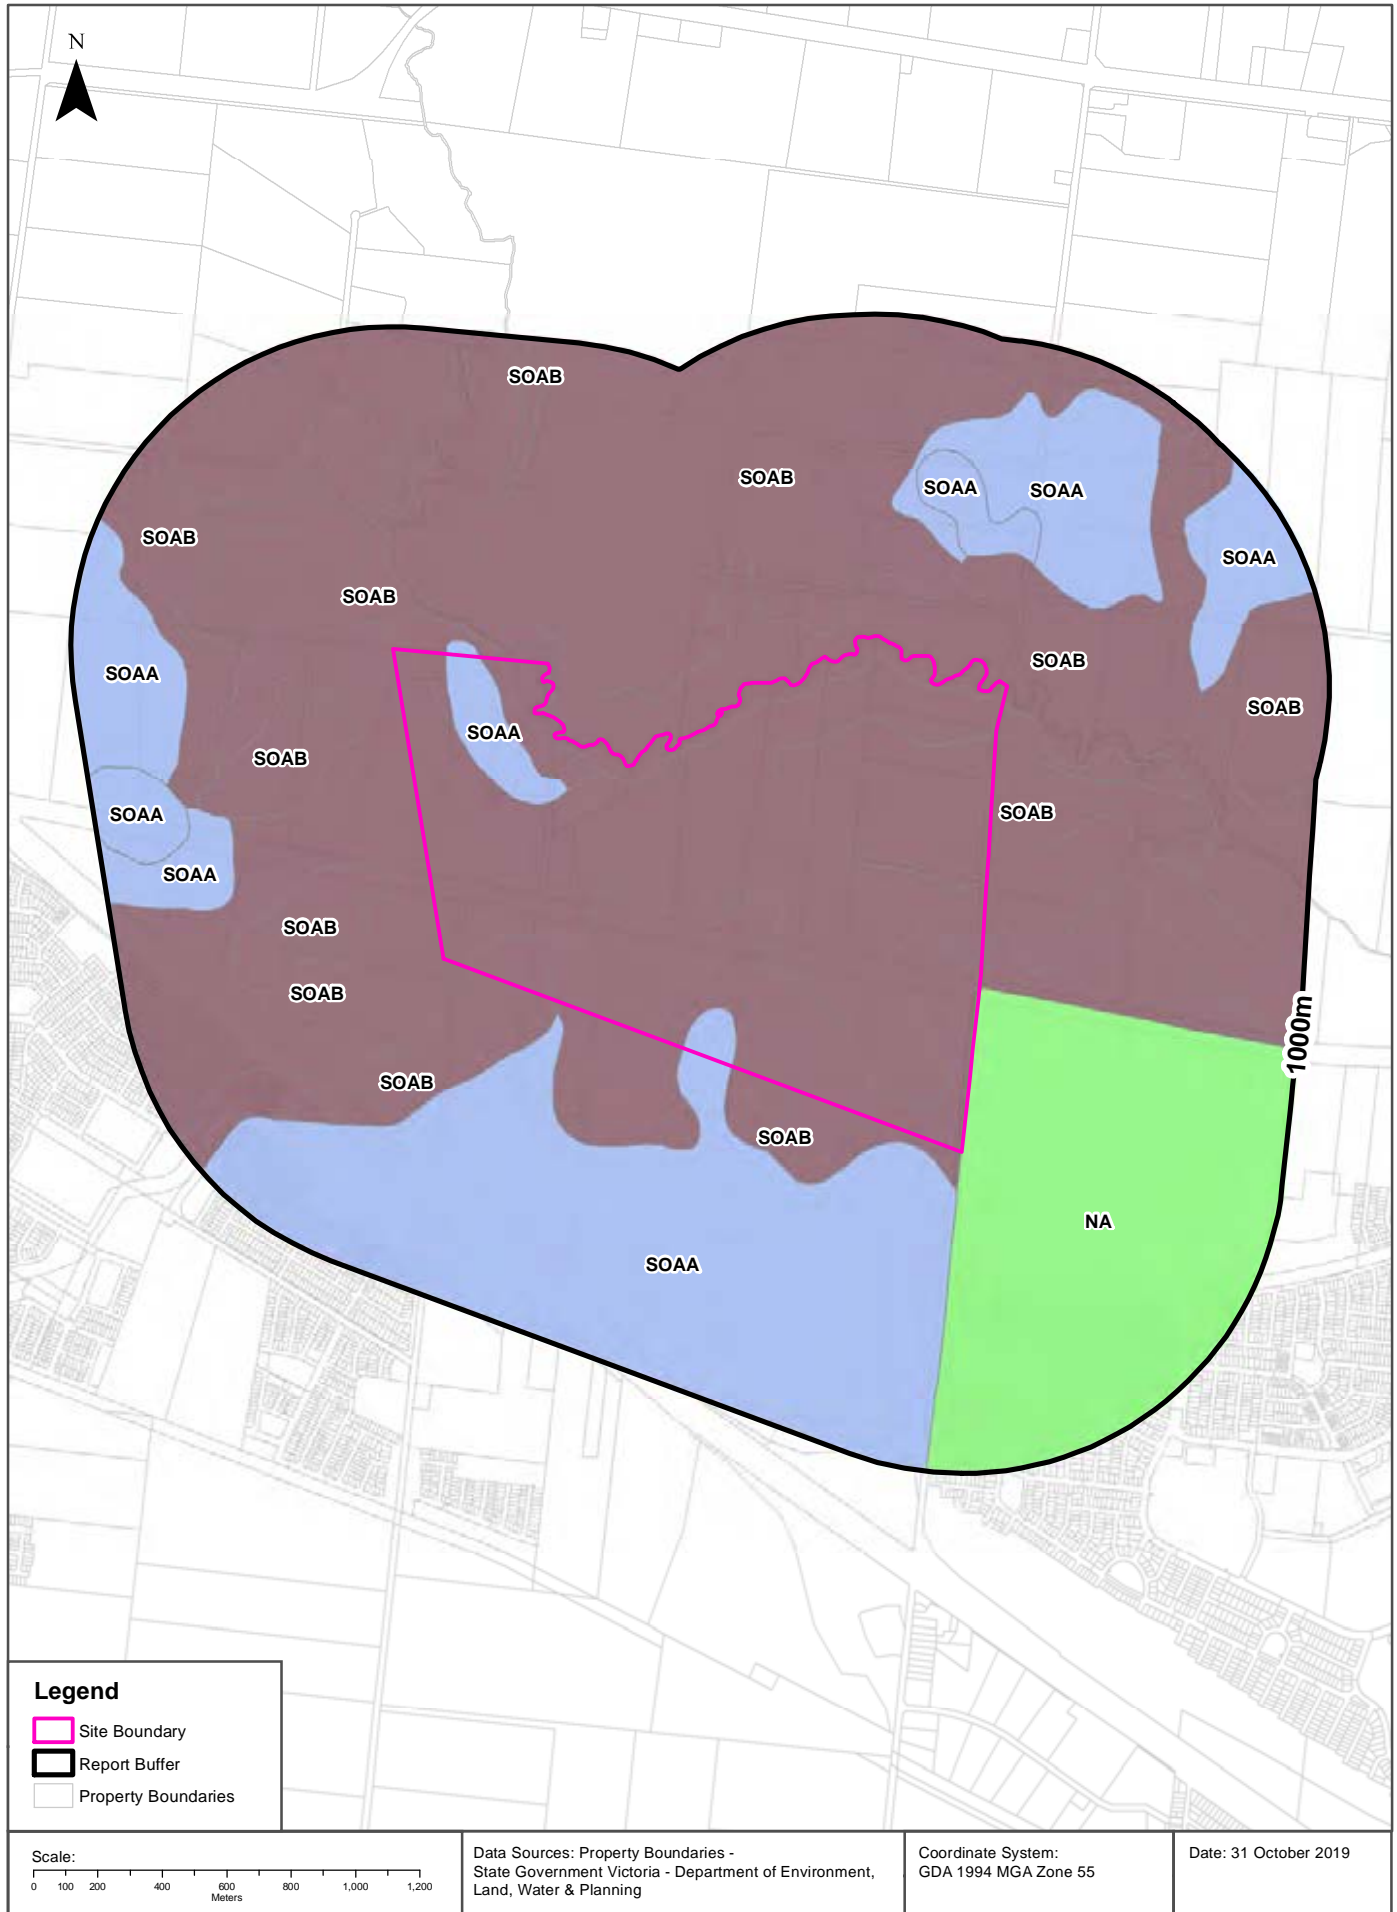 N
SOAB
SOAB
SOAA
SOAA
SOAB
SOAA
SOAB
SOAB
SOAA
SOAB
SOAA
SOAB
SOAB
SOAA
SOAA
SOAB
SOAB
SOAB
1000m
SOAB
SOAB
NA
SOAA
Legend
Site Boundary
Report Buffer
Property Boundaries
Scale:
0 100 200 400 600 800 1,000 1,200
Meters
Data Sources: Property Boundaries -
State Government Victoria - Department of Environment,
Land, Water & Planning
Coordinate System:
GDA 1994 MGA Zone 55
Date: 31 October 2019